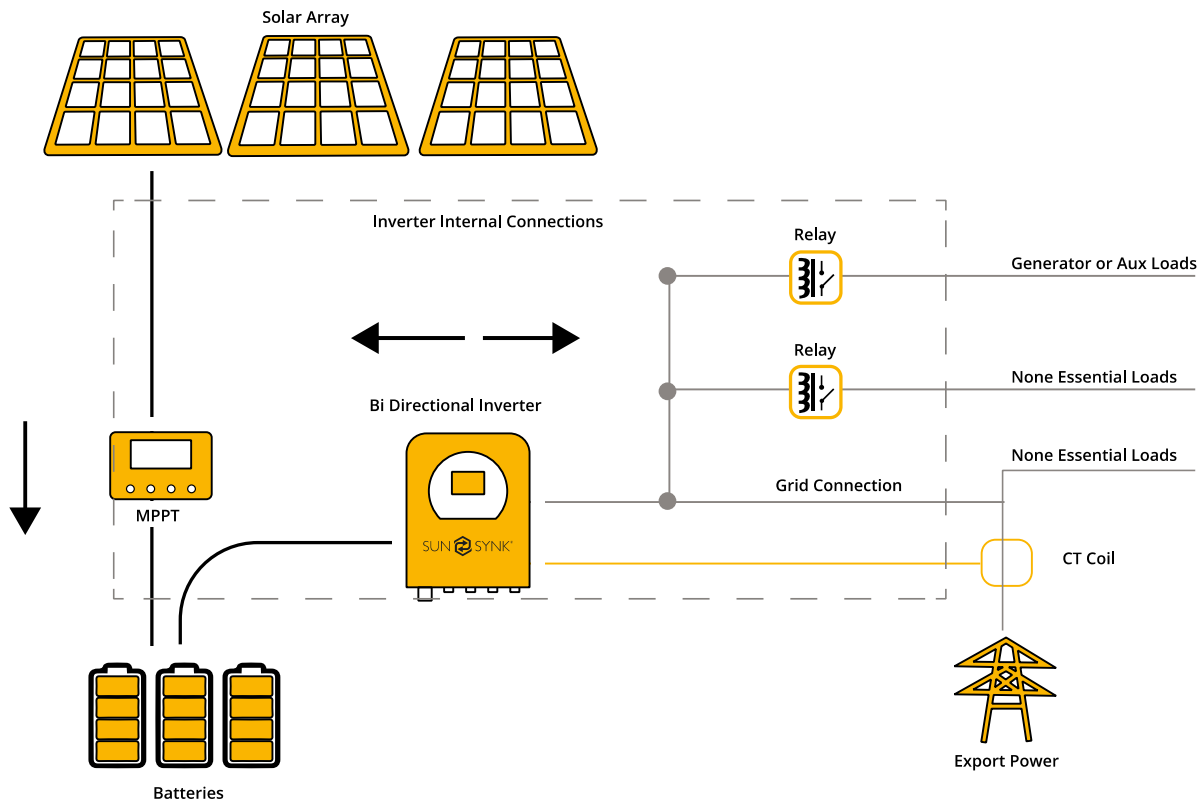 Solar Array
Inverter Internal Connections
Relay
Generator or Aux Loads
Relay
None Essential Loads
Bi Directional Inverter
None Essential Loads
Grid Connection
MPPT
SUN SYNK
CT Coil
Export Power
Batteries